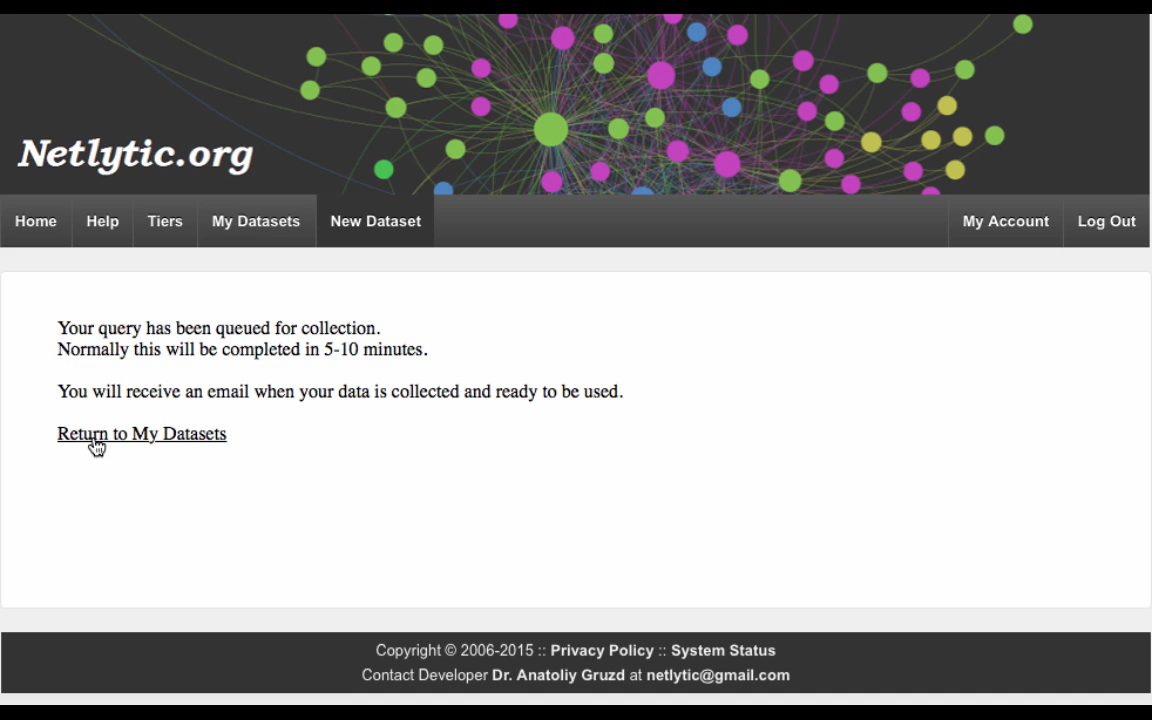 Netlytic.org
Home Help Tiers My Datasets New Dataset My Account Log Out
Your query has been queued for collection.
Normally this will be completed in 5-10 minutes.
You will receive an email when your data is collected and ready to be used.
Return to My Datasets
Copyright © 2006-2015 :: Privacy Policy :: System Status
Contact Developer Dr. Anatoliy Gruzd at netlytic@gmail.com